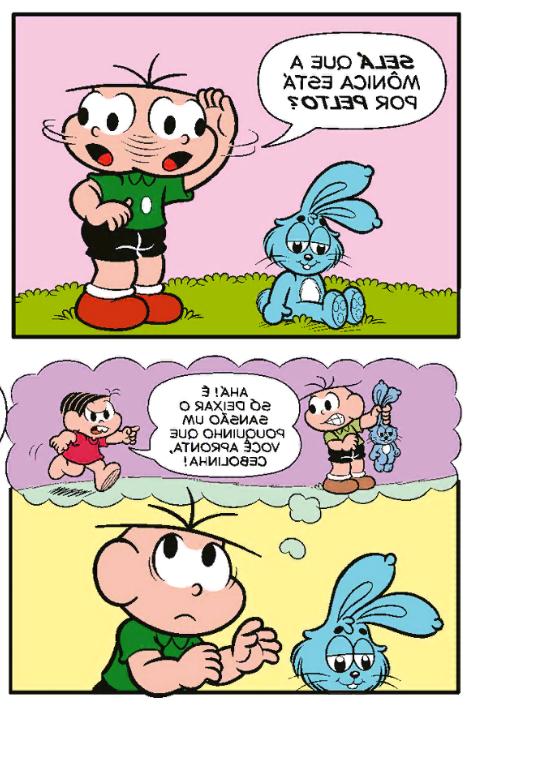 SELÁ QUE A
MÔNICA ESTÁ
POR PELTO?
AHÁ! É
SÓ DEIXAR O
SANSÃO UM
POUQUINHO QUE
VOCÊ APRONTA,
CEBOLINHA!